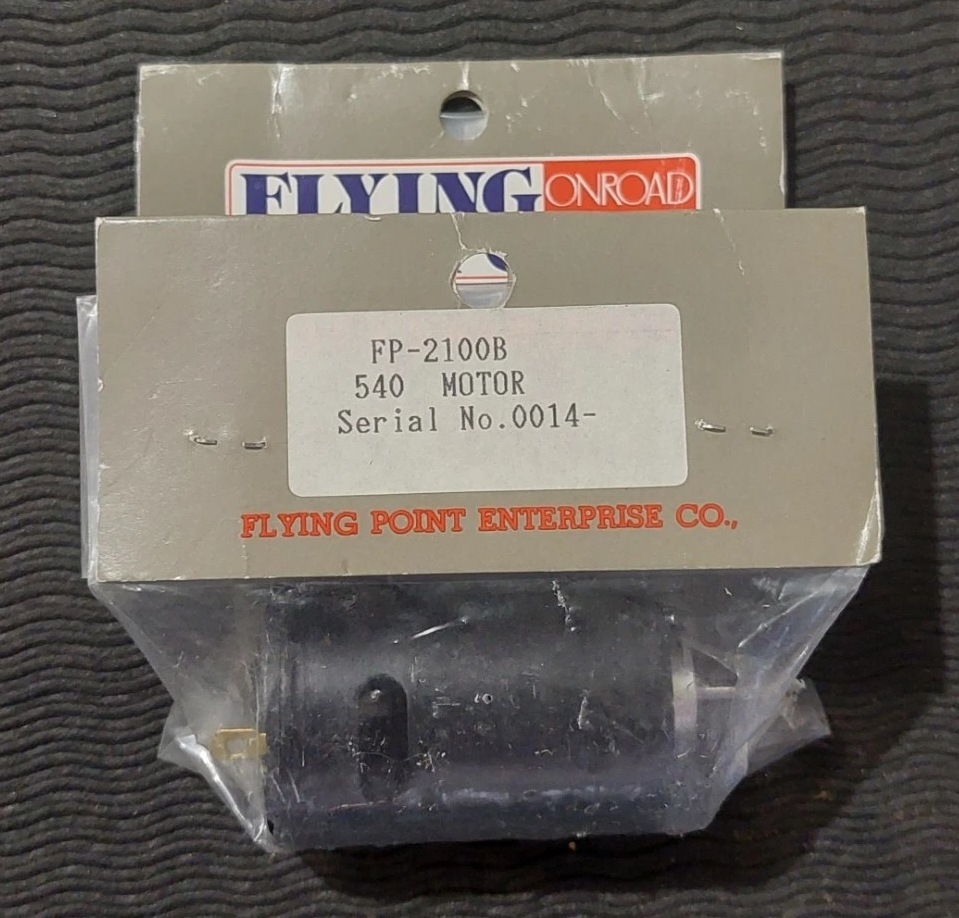 FLYING ONROAD
FP-2100B
540 MOTOR
Serial No.0014-
FLYING POINT ENTERPRISE CO.,